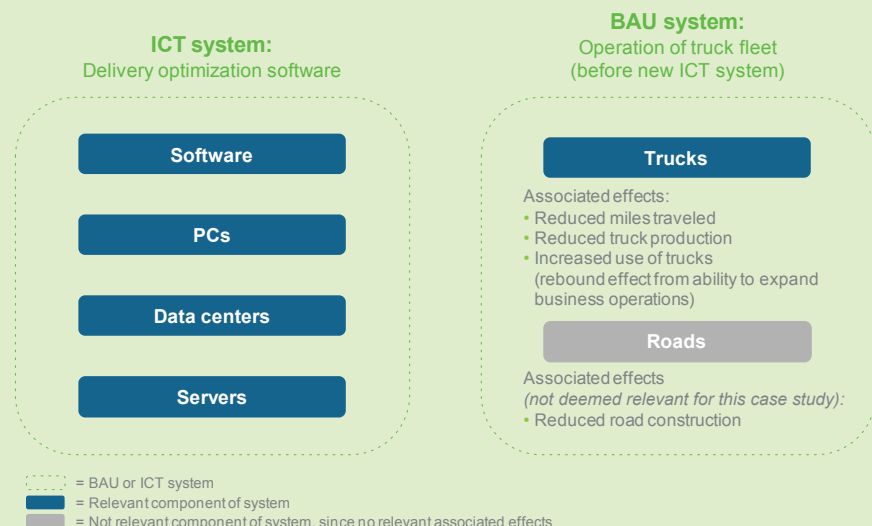 ICT system:
Delivery optimization software
Software
PCs
Data centers
Servers
BAU system:
Operation of truck fleet
(before new ICT system)
Trucks
Associated effects:
• Reduced miles traveled
• Reduced truck production
• Increased use of trucks
(rebound effect from ability to expand
business operations)
Roads
Associated effects
(not deemed relevant for this case study):
• Reduced road construction
= BAU or ICT system
= Relevant component of system
= Not relevant component of system, since no relevant associated effects